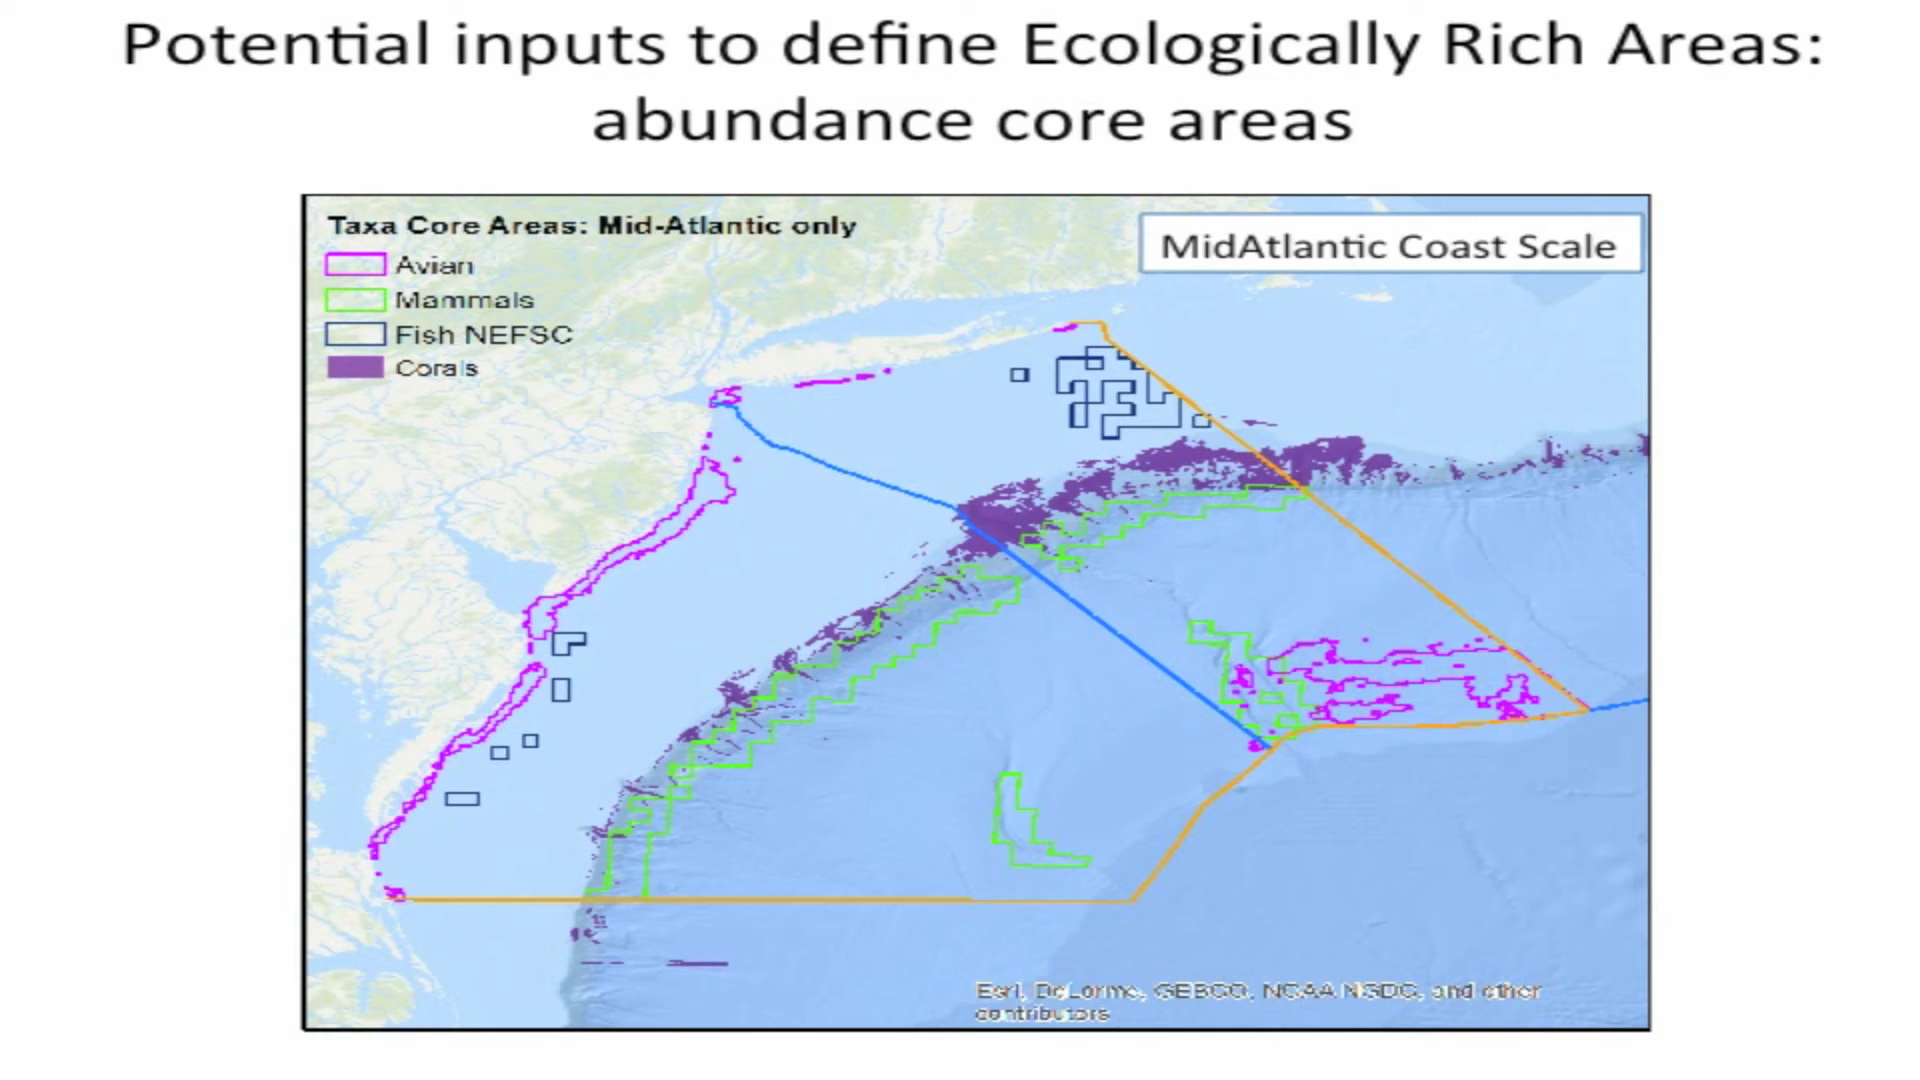 Potential inputs to define Ecologically Rich Areas:
abundance core areas
Taxa Core Areas: Mid-Atlantic only
MidAtlantic Coast Scale
Avian
Mammals
Fish NEFSC
Corals
Esri, DeLorme, GEBCO, NOAA NGDC, and other
contributors